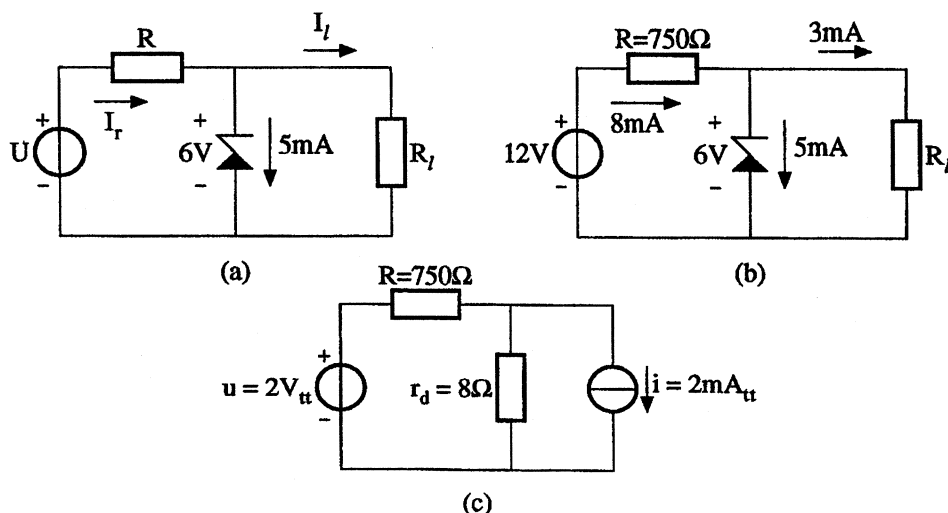 R
I_l
I_r
+
U
-
+
6V
-
5mA
R_l
(a)
R=750Ω
3mA
8mA
+
12V
-
+
6V
-
5mA
R_l
(b)
R=750Ω
+
u = 2V_tt
-
r_d = 8Ω
i = 2mA_tt
(c)